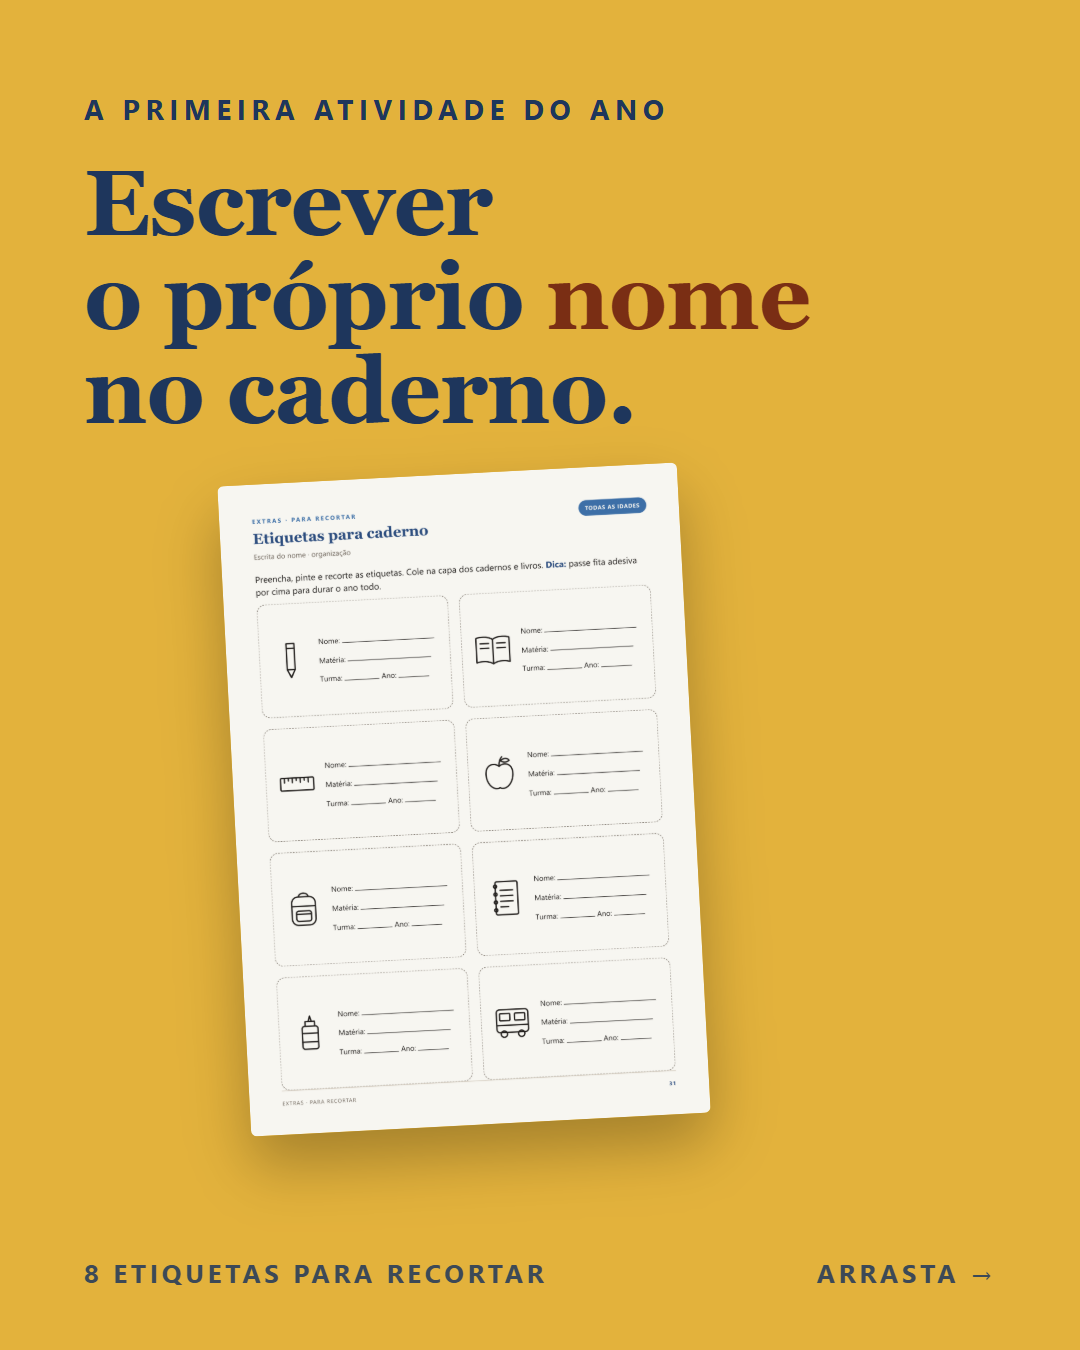 A PRIMEIRA ATIVIDADE DO ANO
Escrever
o próprio nome
no caderno.
EXTRAS · PARA RECORTAR
TODAS AS IDADES
Etiquetas para caderno
Escrita do nome · organização
Preencha, pinte e recorte as etiquetas. Cole na capa dos cadernos e livros. Dica: passe fita adesiva
por cima para durar o ano todo.
Nome:
Matéria:
Turma: Ano:
Nome:
Matéria:
Turma: Ano:
Nome:
Matéria:
Turma: Ano:
Nome:
Matéria:
Turma: Ano:
Nome:
Matéria:
Turma: Ano:
Nome:
Matéria:
Turma: Ano:
Nome:
Matéria:
Turma: Ano:
Nome:
Matéria:
Turma: Ano:
EXTRAS · PARA RECORTAR
31
8 ETIQUETAS PARA RECORTAR
ARRASTA →